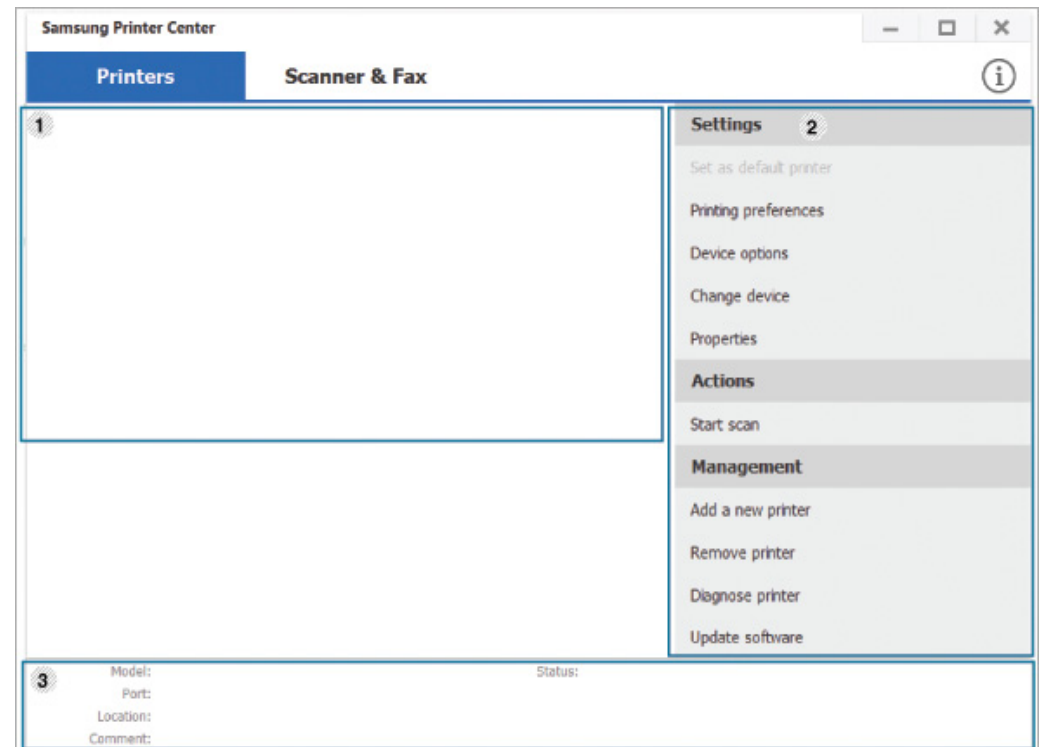 Samsung Printer Center
Printers
Scanner & Fax
i
1
Settings 2
Set as default printer
Printing preferences
Device options
Change device
Properties
Actions
Start scan
Management
Add a new printer
Remove printer
Diagnose printer
Update software
3
Model:
Status:
Port:
Location:
Comment: